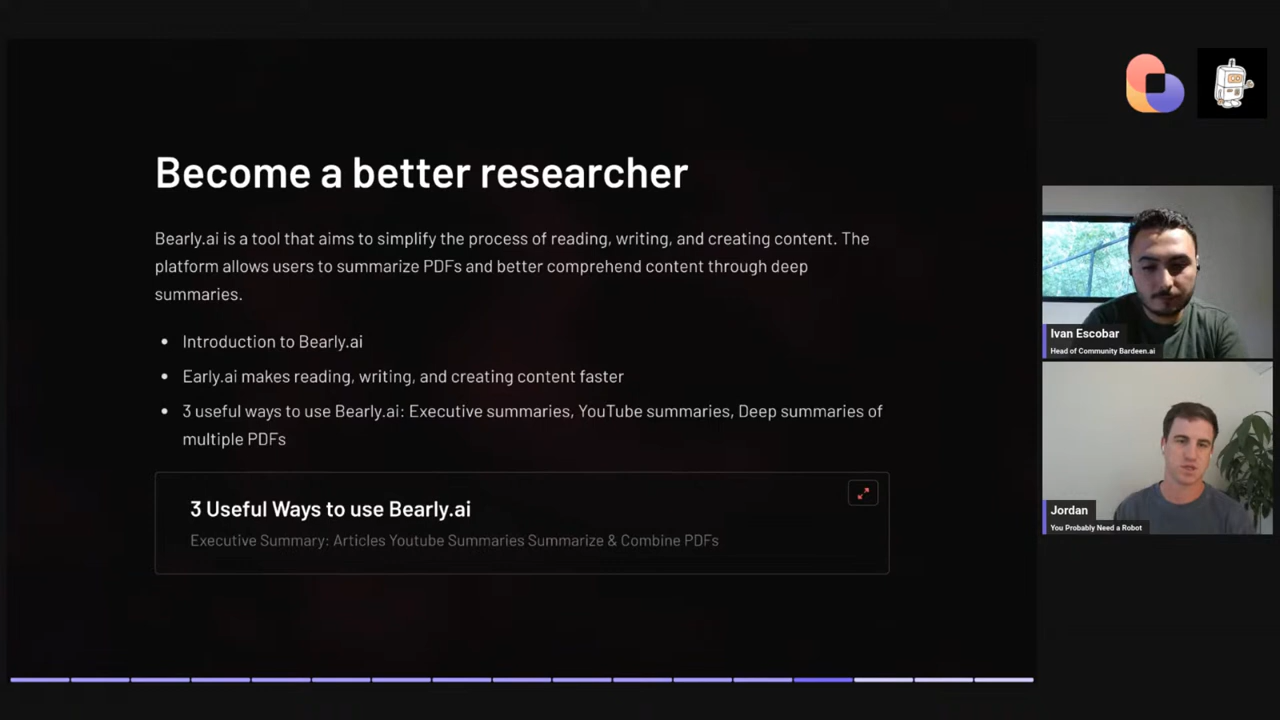 Become a better researcher
Bearly.ai is a tool that aims to simplify the process of reading, writing, and creating content. The
platform allows users to summarize PDFs and better comprehend content through deep
summaries.
• Introduction to Bearly.ai
• Early.ai makes reading, writing, and creating content faster
• 3 useful ways to use Bearly.ai: Executive summaries, YouTube summaries, Deep summaries of
multiple PDFs
3 Useful Ways to use Bearly.ai
Executive Summary: Articles Youtube Summaries Summarize & Combine PDFs
Ivan Escobar
Head of Community Bardeen.ai
Jordan
You Probably Need a Robot